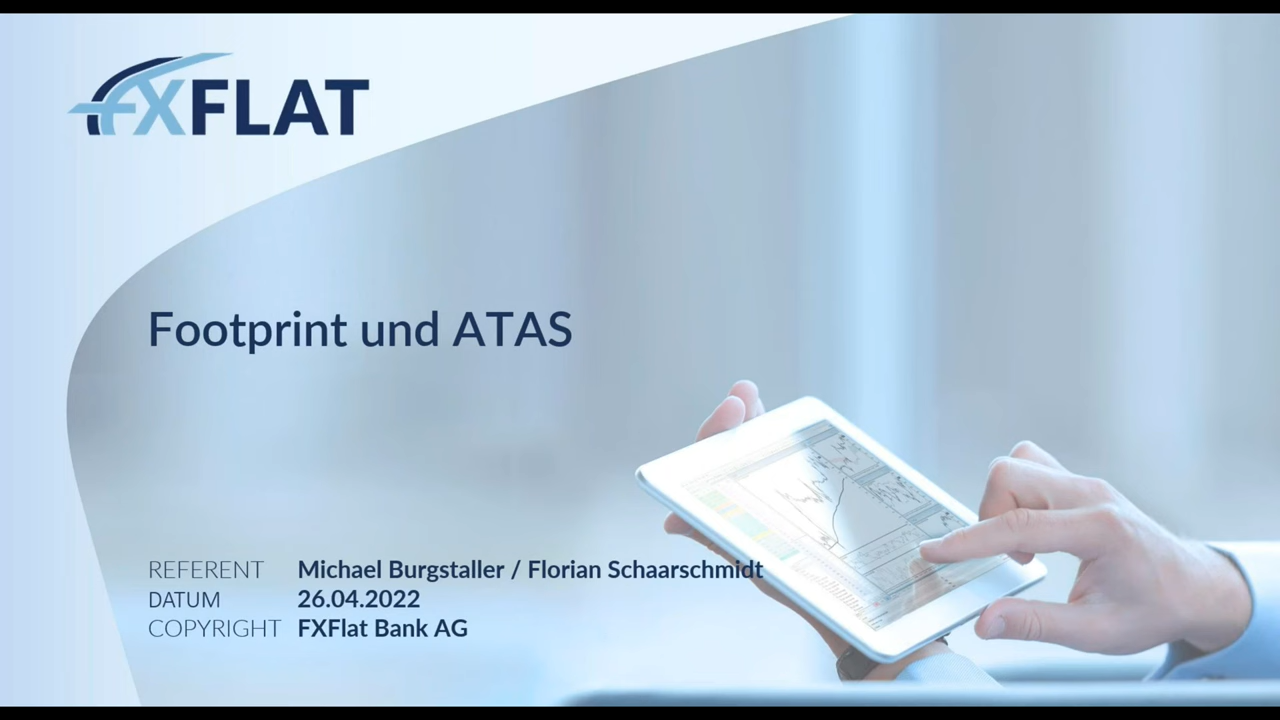 FXFLAT
Footprint und ATAS
REFERENT Michael Burgstaller / Florian Schaarschmidt
DATUM 26.04.2022
COPYRIGHT FXFlat Bank AG